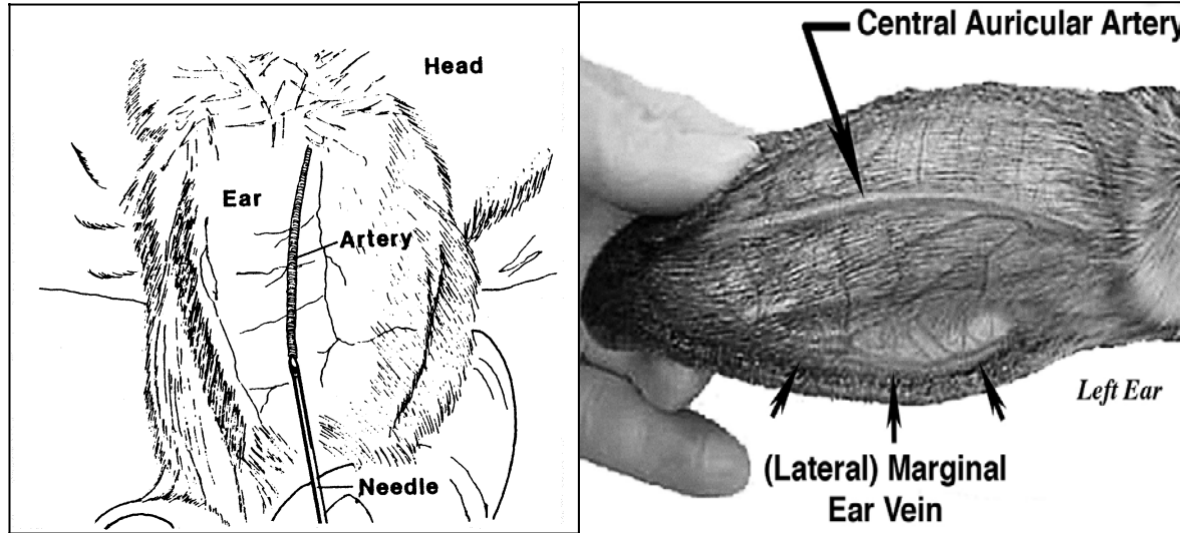 Head
Ear
Artery
Needle
Central Auricular Artery
Left Ear
(Lateral) Marginal
Ear Vein